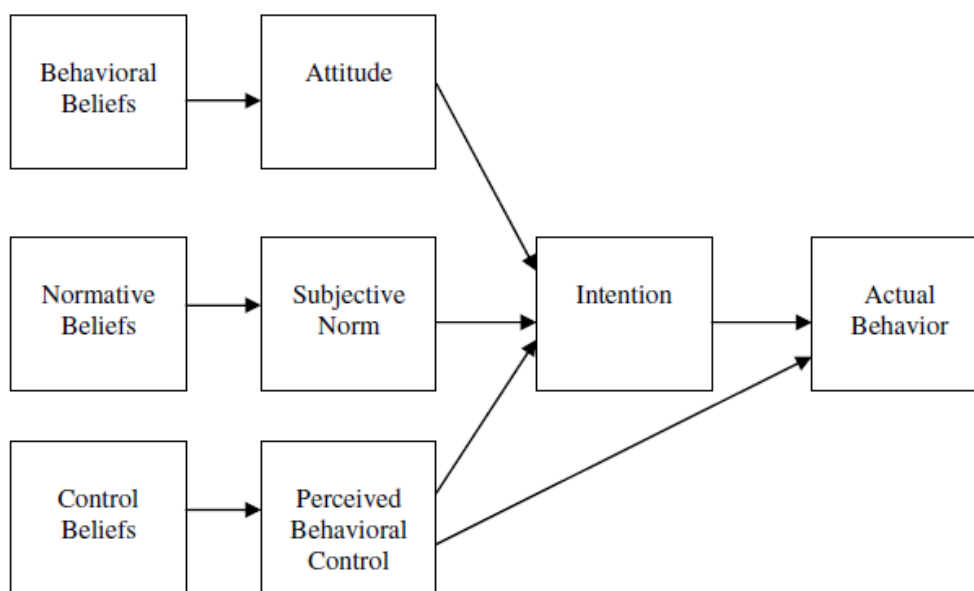 Behavioral
Beliefs
Attitude
Normative
Beliefs
Subjective
Norm
Intention
Actual
Behavior
Control
Beliefs
Perceived
Behavioral
Control